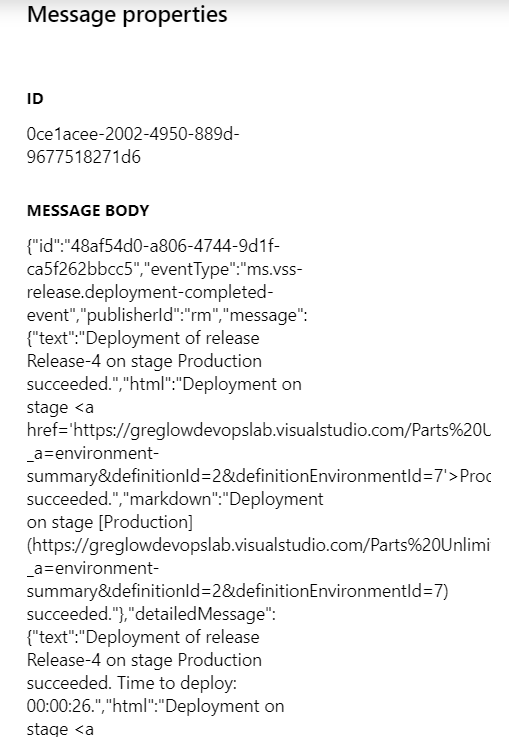 Message properties
ID
0ce1acee-2002-4950-889d-
9677518271d6
MESSAGE BODY
{"id":"48af54d0-a806-4744-9d1f-
ca5f262bbcc5","eventType":"ms.vss-
release.deployment-completed-
event","publisherId":"rm","message":
{"text":"Deployment of release
Release-4 on stage Production
succeeded.","html":"Deployment on
stage <a
href='https://greglowdevopslab.visualstudio.com/Parts%20U
_a=environment-
summary&definitionId=2&definitionEnvironmentId=7'>Proc
succeeded.","markdown":"Deployment
on stage [Production]
(https://greglowdevopslab.visualstudio.com/Parts%20Unlimi
_a=environment-
summary&definitionId=2&definitionEnvironmentId=7)
succeeded."},"detailedMessage":
{"text":"Deployment of release
Release-4 on stage Production
succeeded. Time to deploy:
00:00:26.","html":"Deployment on
stage <a